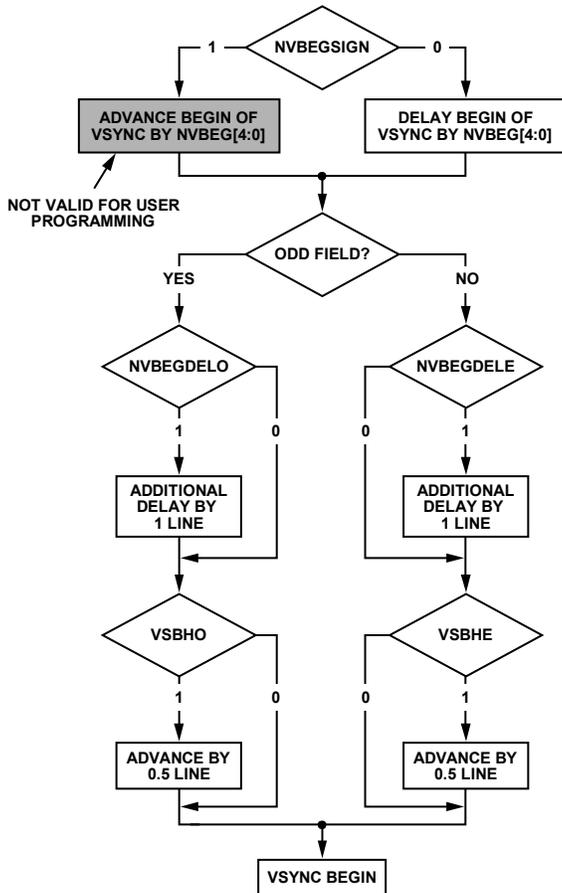 NVBEGSIGN
1
0
ADVANCE BEGIN OF
VSYNC BY NVBEG[4:0]
DELAY BEGIN OF
VSYNC BY NVBEG[4:0]
NOT VALID FOR USER
PROGRAMMING
ODD FIELD?
YES
NO
NVBEGDELO
NVBEGDELE
1
0
0
1
ADDITIONAL
DELAY BY
1 LINE
ADDITIONAL
DELAY BY
1 LINE
VSBHO
VSBHE
1
0
0
1
ADVANCE BY
0.5 LINE
ADVANCE BY
0.5 LINE
VSYNC BEGIN